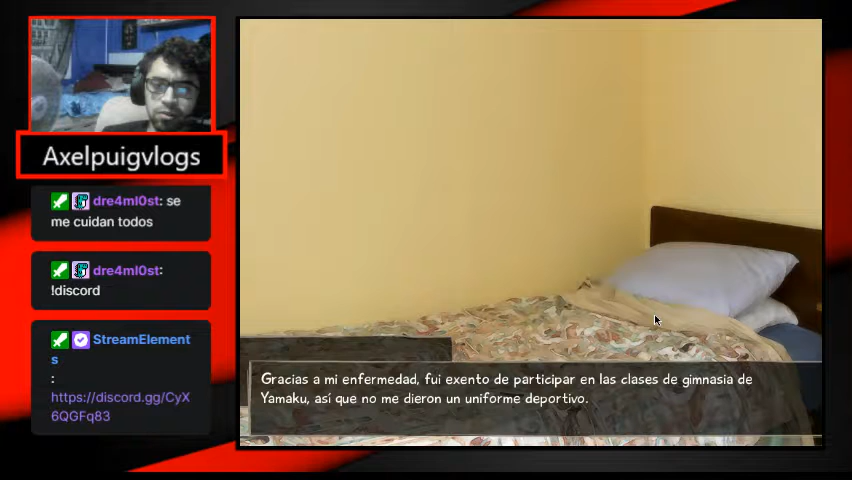 Axelpuigvlogs
dre4ml0st: se
me cuidan todos
dre4ml0st:
!discord
StreamElement
s
:
https://discord.gg/CyX
6QGFq83
Gracias a mi enfermedad, fui exento de participar en las clases de gimnasia de
Yamaku, así que no me dieron un uniforme deportivo.